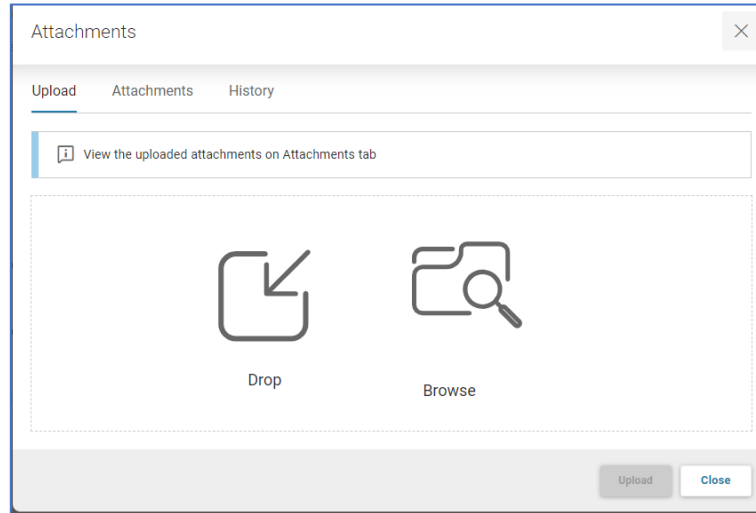 Attachments
Upload Attachments History
View the uploaded attachments on Attachments tab
Drop
Browse
Upload Close